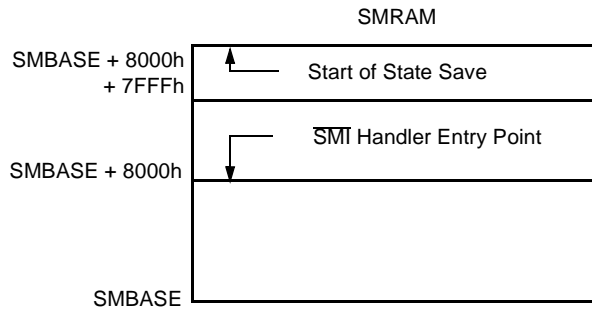 SMRAM
SMBASE + 8000h
+ 7FFFh
Start of State Save
SMI Handler Entry Point
SMBASE + 8000h
SMBASE